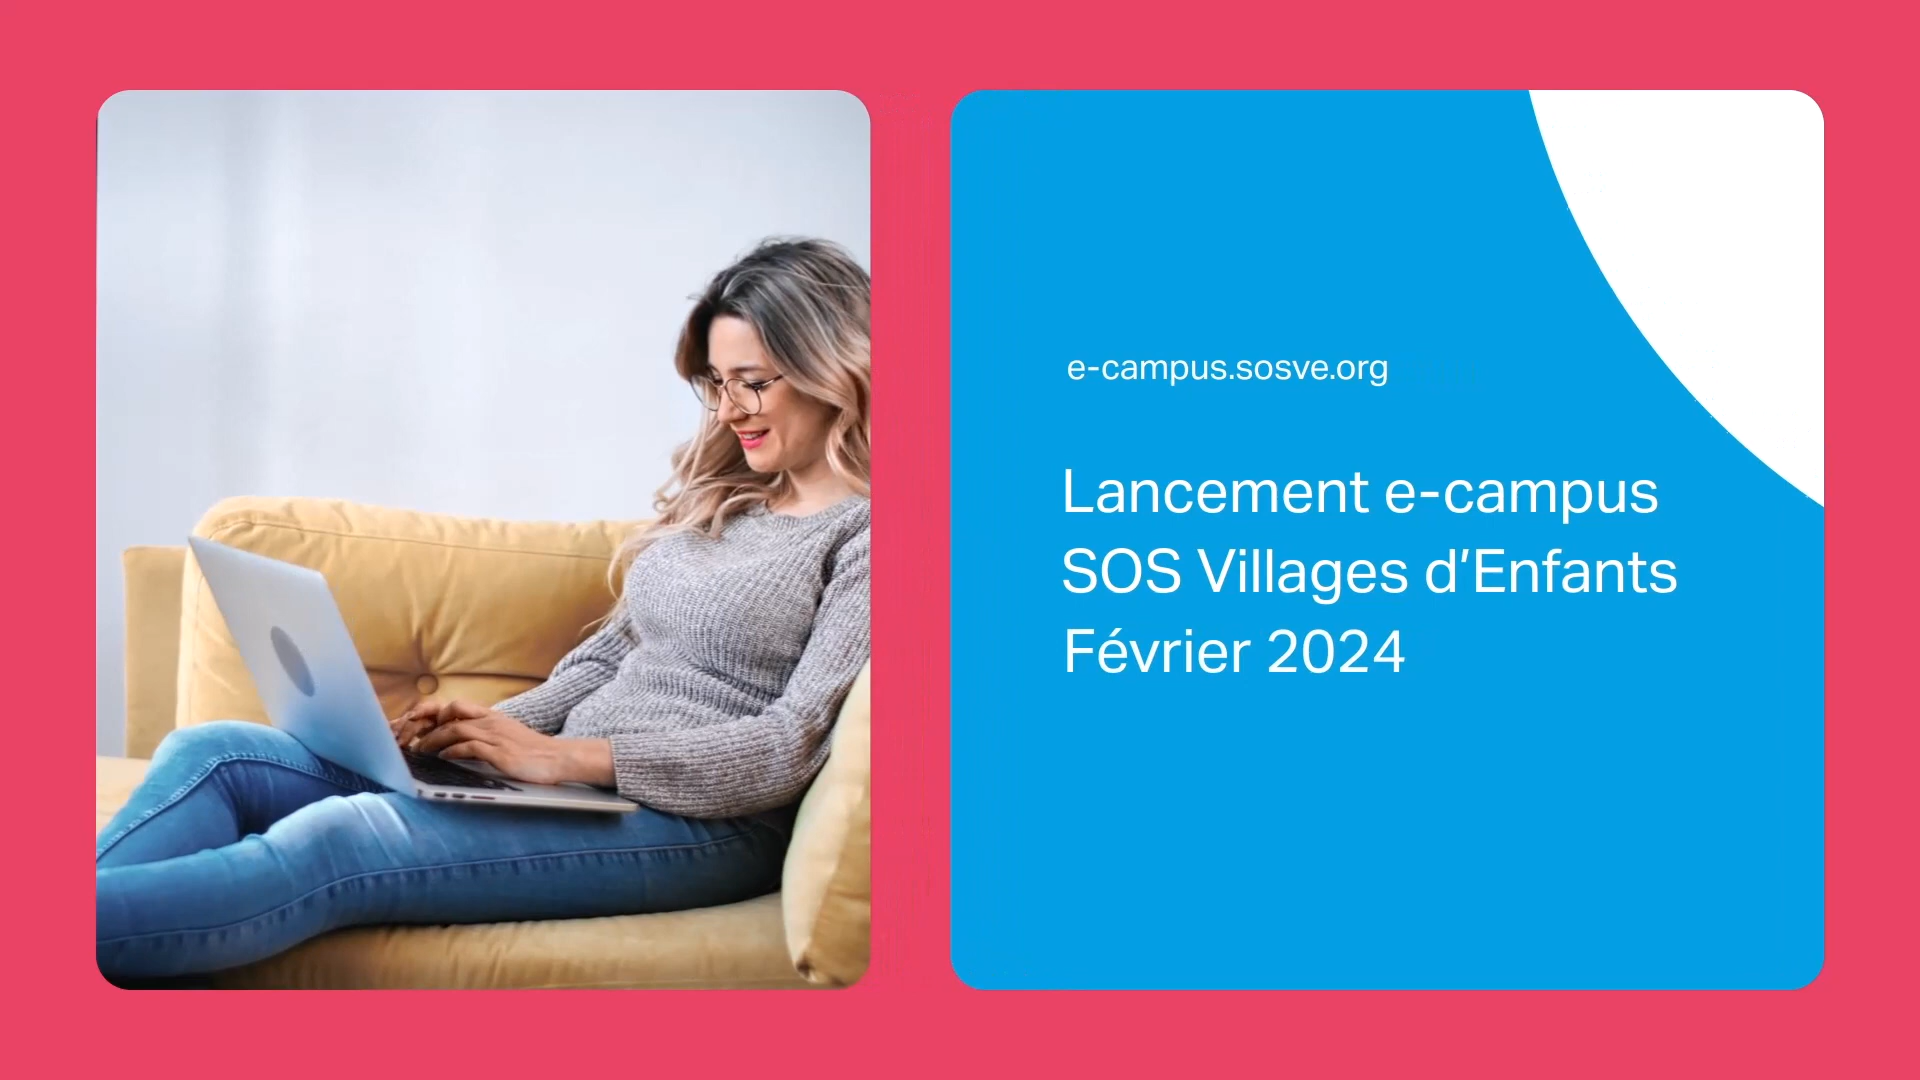 e-campus.sosve.org
Lancement e-campus
SOS Villages d’Enfants
Février 2024